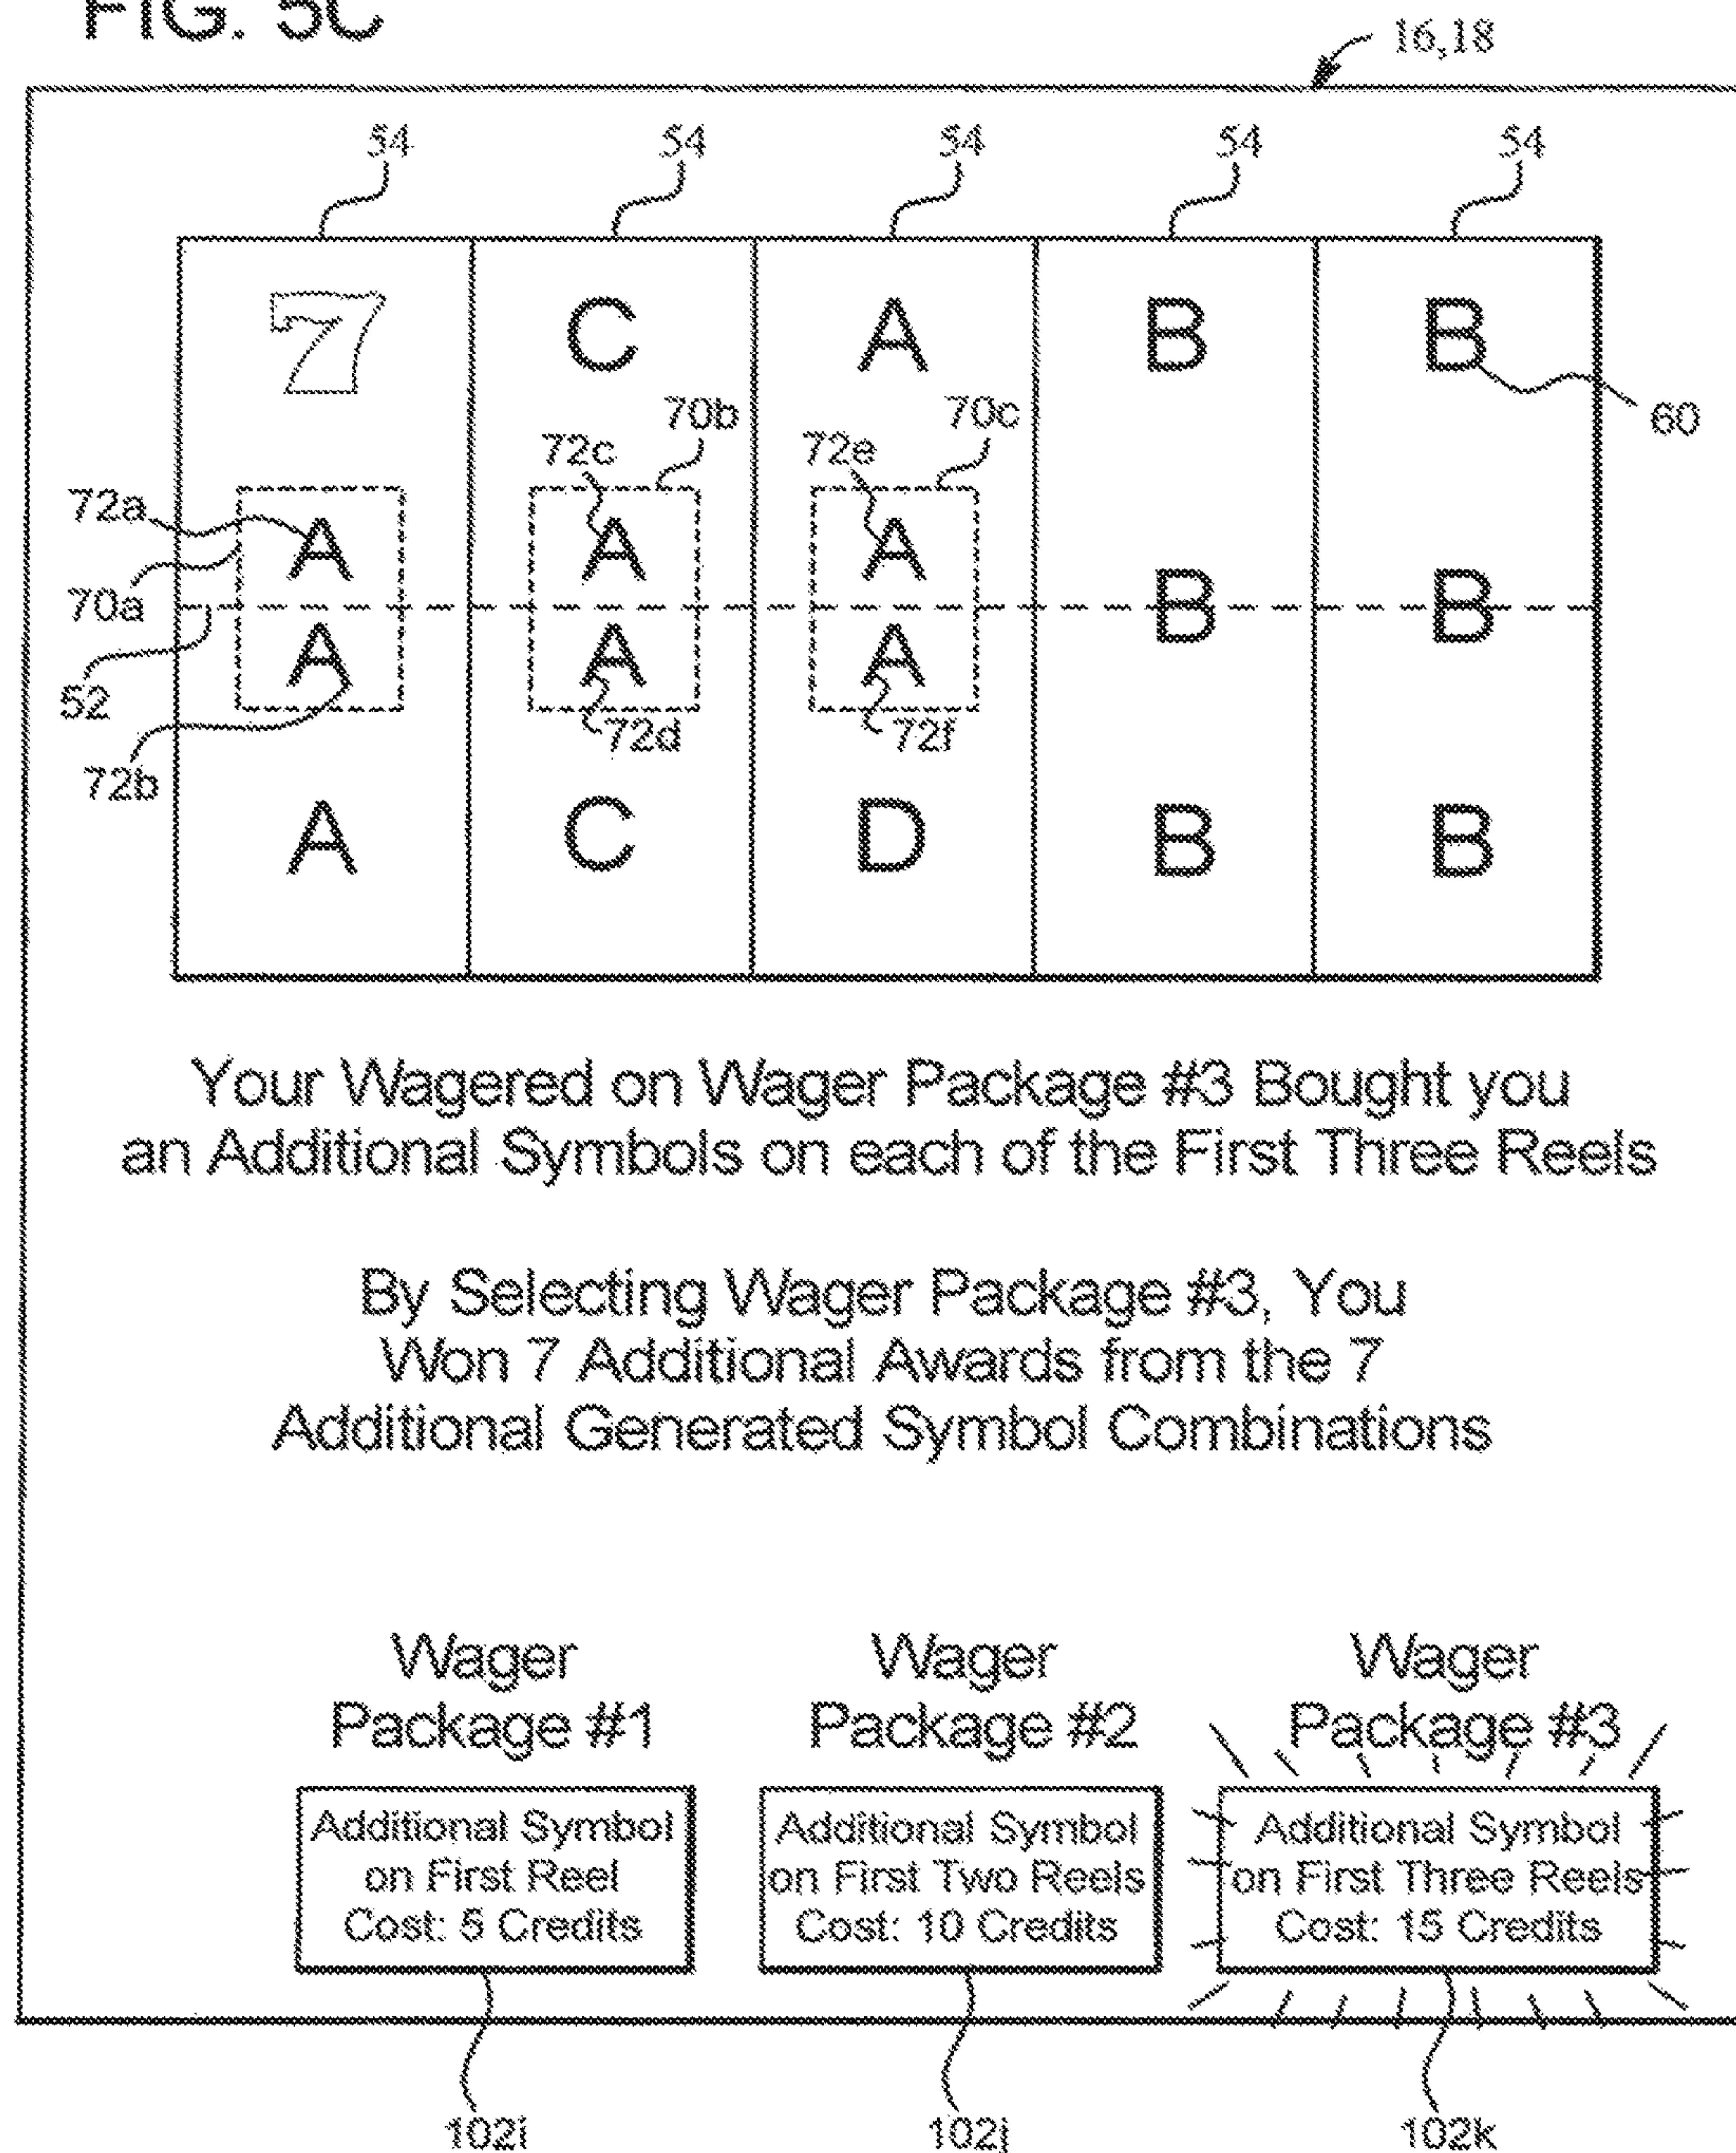 FIG. 5C
16,18
54 54 54 54 54
7 C A B B
60
70b 70c
72c 72e
72a A A A
70a B B
52 A A A
72d 72f
72b
A C D B B
Your Wagered on Wager Package #3 Bought you
an Additional Symbols on each of the First Three Reels
By Selecting Wager Package #3, You
Won 7 Additional Awards from the 7
Additional Generated Symbol Combinations
Wager Wager Wager
Package #1 Package #2 Package #3
Additional Symbol Additional Symbol Additional Symbol
on First Reel on First Two Reels on First Three Reels
Cost: 5 Credits Cost: 10 Credits Cost: 15 Credits
102i 102j 102k